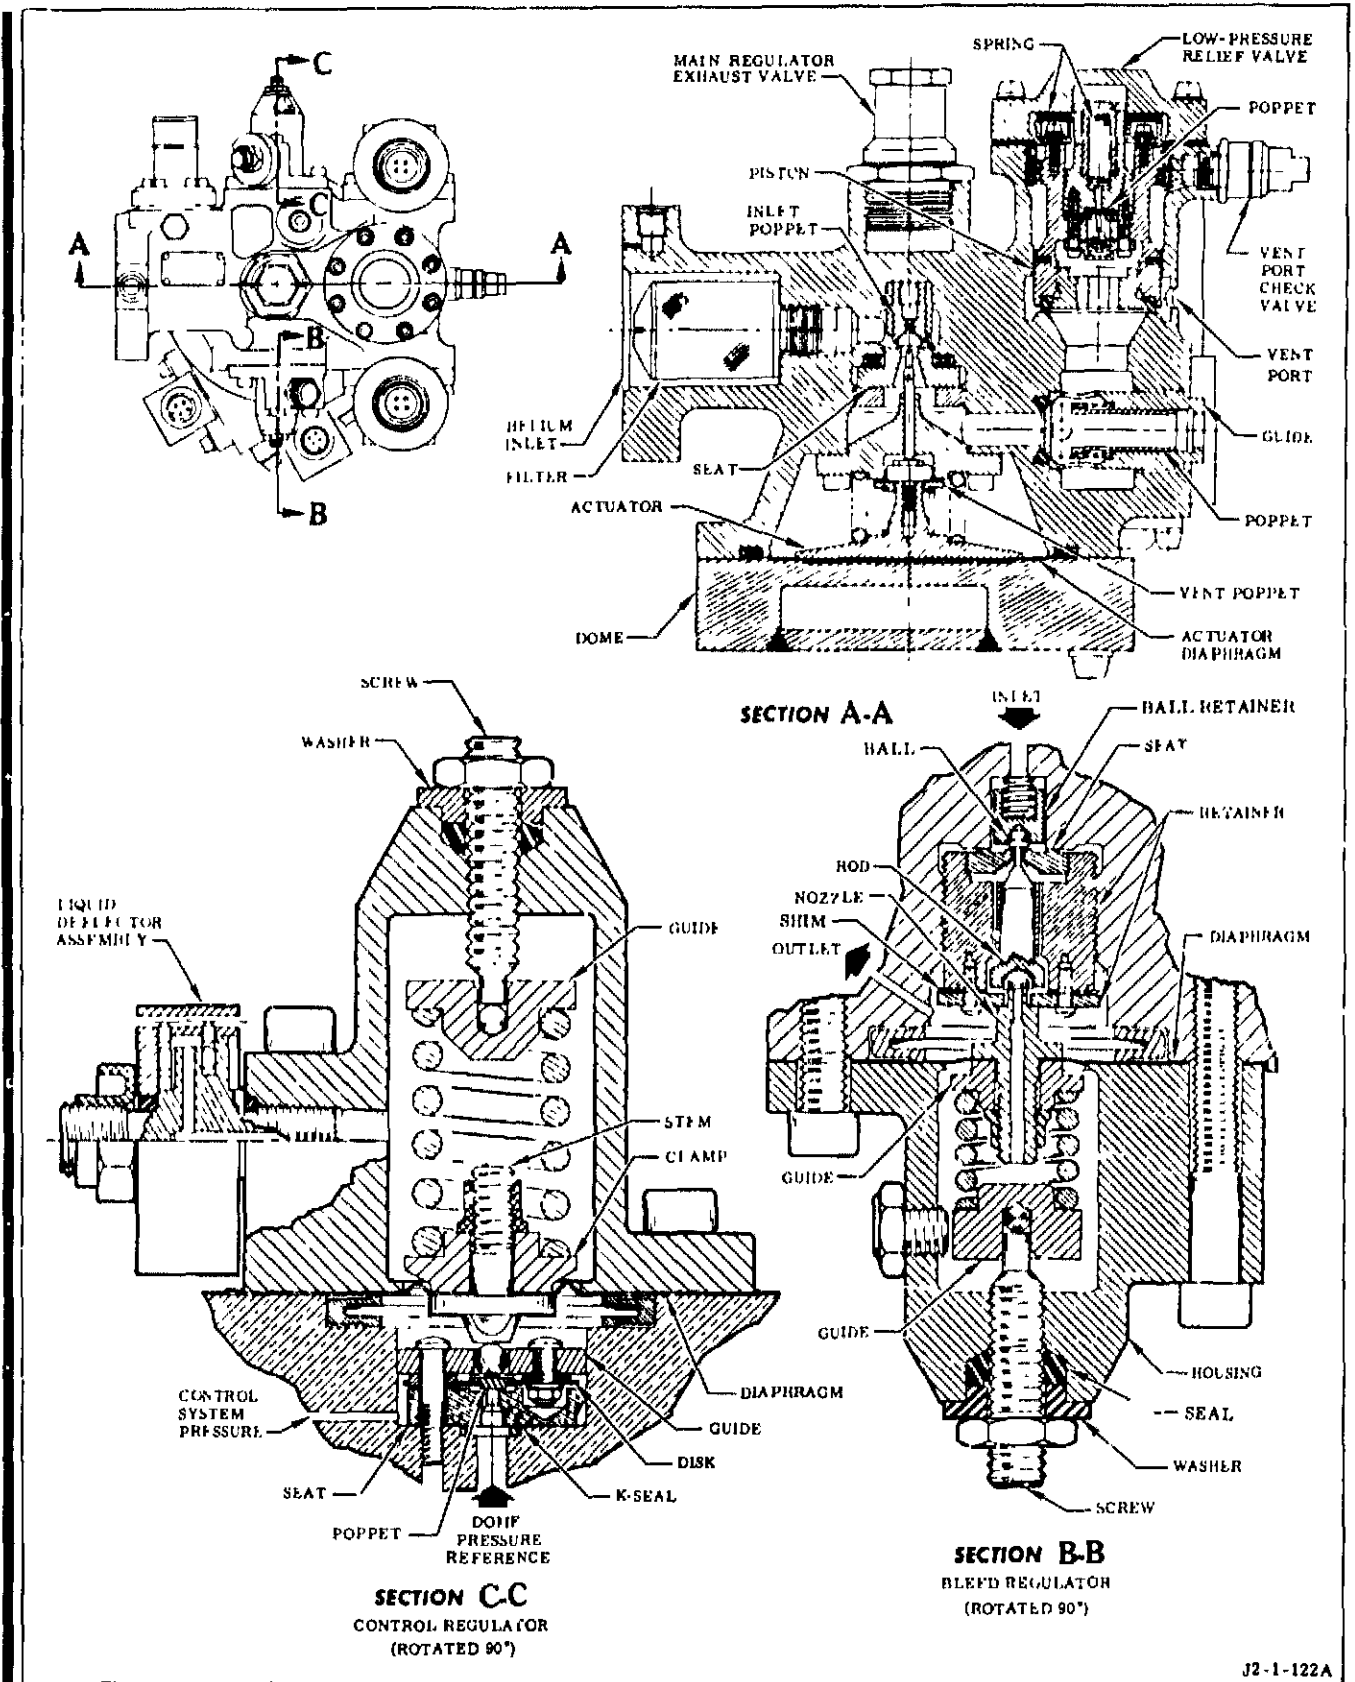 C
C
A
A
B
B
MAIN REGULATOR
EXHAUST VALVE
SPRING
LOW-PRESSURE
RELIEF VALVE
POPPET
PISTON
INLET
POPPET
VENT
PORT
CHECK
VALVE
VENT
PORT
HELIUM
INLET
FILTER
SEAT
GUIDE
ACTUATOR
POPPET
VENT POPPET
DOME
ACTUATOR
DIAPHRAGM
SECTION A-A
SCREW
WASHER
LIQUID
DEFLECTOR
ASSEMBLY
GUIDE
STEM
CLAMP
CONTROL
SYSTEM
PRESSURE
DIAPHRAGM
GUIDE
DISK
SEAT
K-SEAL
POPPET
DOME
PRESSURE
REFERENCE
SECTION C-C
CONTROL REGULATOR
(ROTATED 90°)
INLET
BALL RETAINER
BALL
SEAT
RETAINER
ROD
NOZZLE
SHIM
OUTLET
DIAPHRAGM
GUIDE
GUIDE
HOUSING
SEAL
WASHER
SCREW
SECTION B-B
BLEED REGULATOR
(ROTATED 90°)
J2-1-122A